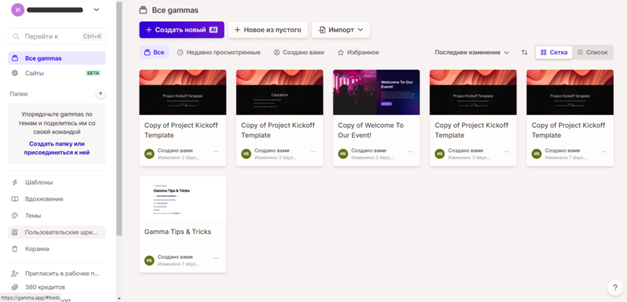 И
Все gammas
Перейти к
Ctrl+K
+ Создать новый AI
+ Новое из пустого
Импорт
Все gammas
Сайты
BETA
Все
Недавно просмотренные
Создано вами
Избранное
Последнее изменение
Сетка
Список
Папки
Упорядочьте gammas по
темам и поделитесь им со
своей командой
Создать папку или
присоединиться к ней
Шаблоны
Вдохновение
Темы
Пользовательские шри...
Корзина
Пригласить в рабочее п...
380 кредитов
https://gamma.app/#fonts
Project Kickoff Template
Copy of Project Kickoff
Template
Создано вами
Изменено 2 days...
Education
Copy of Project Kickoff
Template
Создано вами
Изменено 3 days...
Welcome To
Our Event!
Copy of Welcome To
Our Event!
Создано вами
Изменено 3 days...
Project Kickoff Template
Copy of Project Kickoff
Template
Создано вами
Изменено 3 days...
Project Kickoff Template
Copy of Project Kickoff
Template
Создано вами
Изменено 7 days...
Gamma Tips & Tricks
Gamma Tips & Tricks
Создано вами
Изменено 7 days...
?